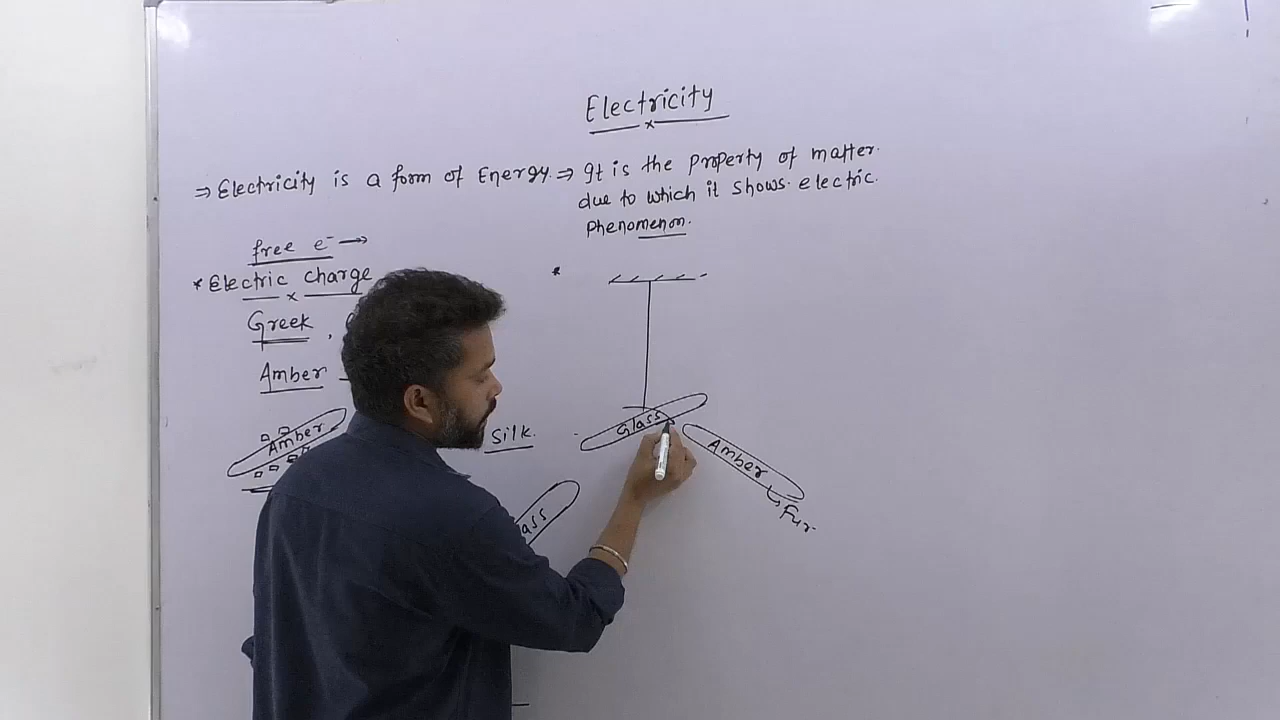 Electricity
⇒ Electricity is a form of Energy. ⇒ It is the property of matter.
due to which it shows electric.
Phenomenon.
free e⁻ →
* Electric charge
Greek ,
Amber
Amber
Silk.
ass
*
Glass
Amber
Fur